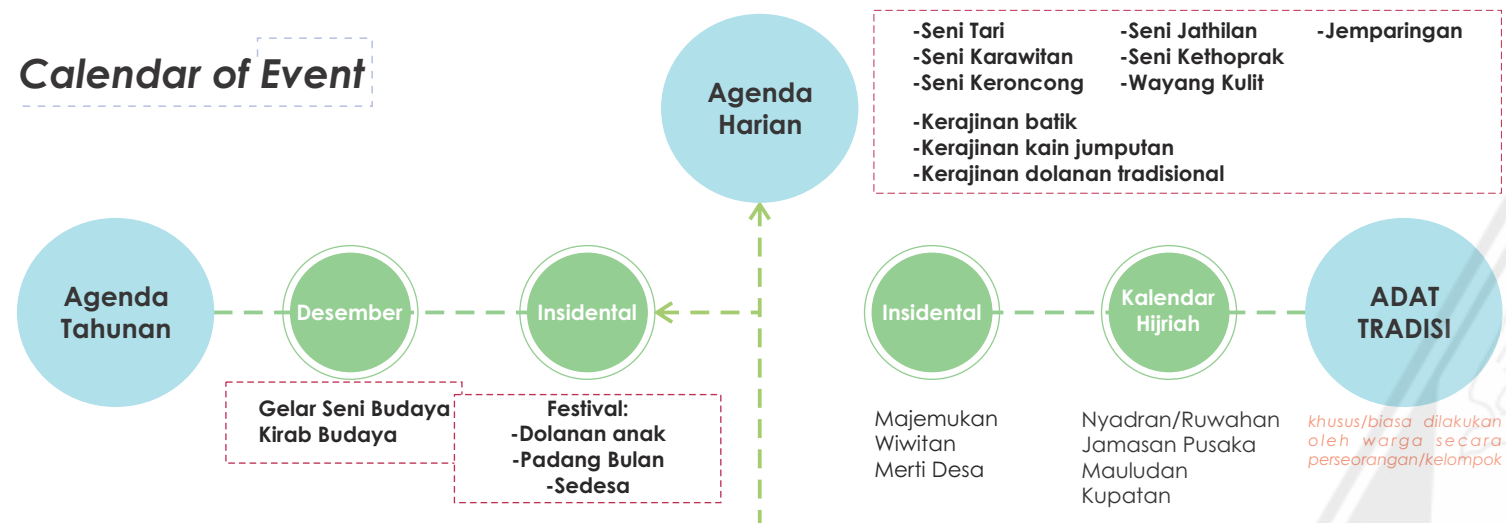 Calendar of Event
Agenda
Harian
-Seni Tari
-Seni Karawitan
-Seni Keroncong
-Seni Jathilan
-Seni Kethoprak
-Wayang Kulit
-Jemparingan
-Kerajinan batik
-Kerajinan kain jumputan
-Kerajinan dolanan tradisional
Agenda
Tahunan
Desember
Insidental
Gelar Seni Budaya
Kirab Budaya
Festival:
-Dolanan anak
-Padang Bulan
-Sedesa
Insidental
Kalendar
Hijriah
ADAT
TRADISI
Majemukan
Wiwitan
Merti Desa
Nyadran/Ruwahan
Jamasan Pusaka
Mauludan
Kupatan
khusus/biasa dilakukan
oleh warga secara
perseorangan/kelompok